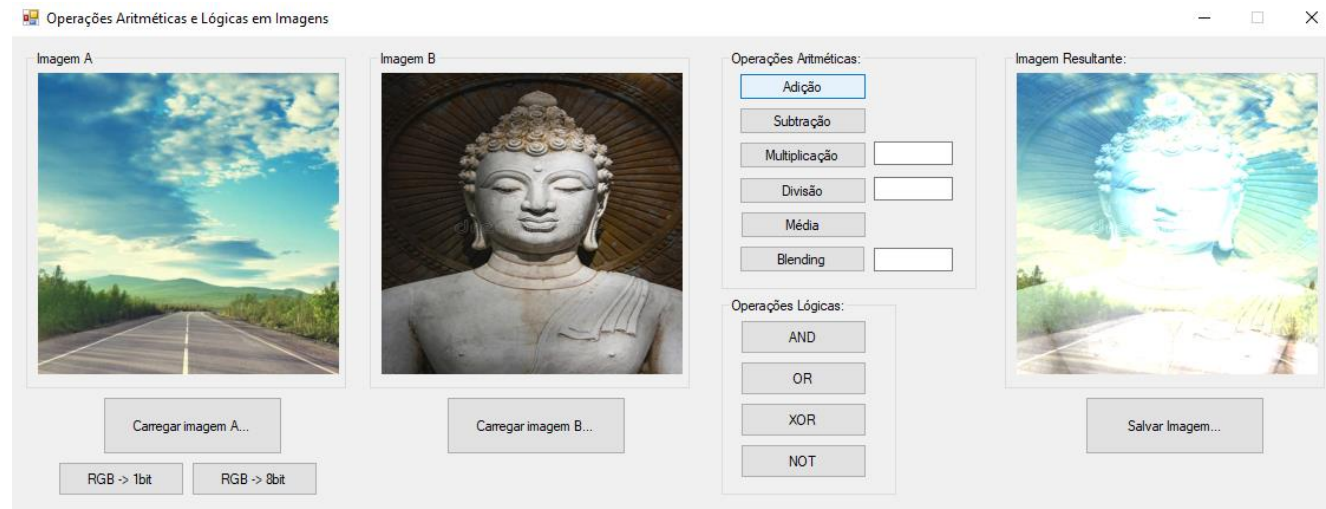 Operações Aritméticas e Lógicas em Imagens
Imagem A
Imagem B
Operações Aritméticas:
Imagem Resultante:
Adição
Subtração
Multiplicação
Divisão
Média
Blending
Operações Lógicas:
AND
OR
XOR
NOT
Carregar imagem A...
Carregar imagem B...
Salvar Imagem...
RGB -> 1bit
RGB -> 8bit